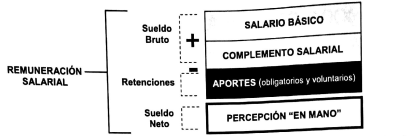 REMUNERACIÓN
SALARIAL
Sueldo
Bruto
+
SALARIO BÁSICO
COMPLEMENTO SALARIAL
-
Retenciones
APORTES (obligatorios y voluntarios)
Sueldo
Neto
PERCEPCIÓN "EN MANO"